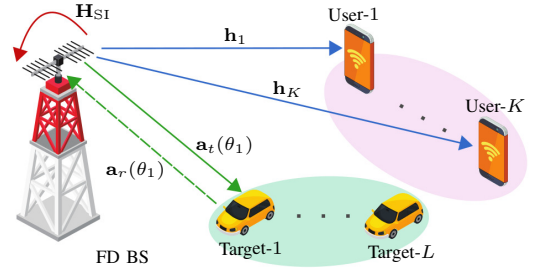 H_SI
User-1
h_1
h_K
User-K
a_t(θ_1)
a_r(θ_1)
Target-1
Target-L
FD BS